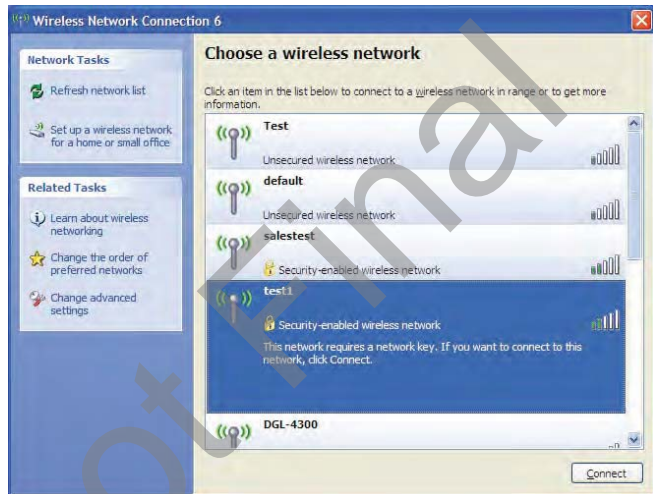 Wireless Network Connection 6
Network Tasks
Refresh network list
Set up a wireless network
for a home or small office
Related Tasks
Learn about wireless
networking
Change the order of
preferred networks
Change advanced
settings
Choose a wireless network
Click an item in the list below to connect to a wireless network in range or to get more
information.
Test
Unsecured wireless network
default
Unsecured wireless network
salestest
Security-enabled wireless network
test1
Security-enabled wireless network
This network requires a network key. If you want to connect to this
network, click Connect.
DGL-4300
Connect
ot Final